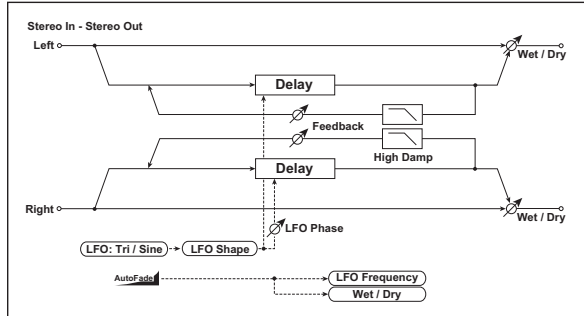 Stereo In - Stereo Out
Left
Wet / Dry
Delay
Feedback
High Damp
Delay
Right
Wet / Dry
LFO Phase
LFO: Tri / Sine
LFO Shape
AutoFade
LFO Frequency
Wet / Dry